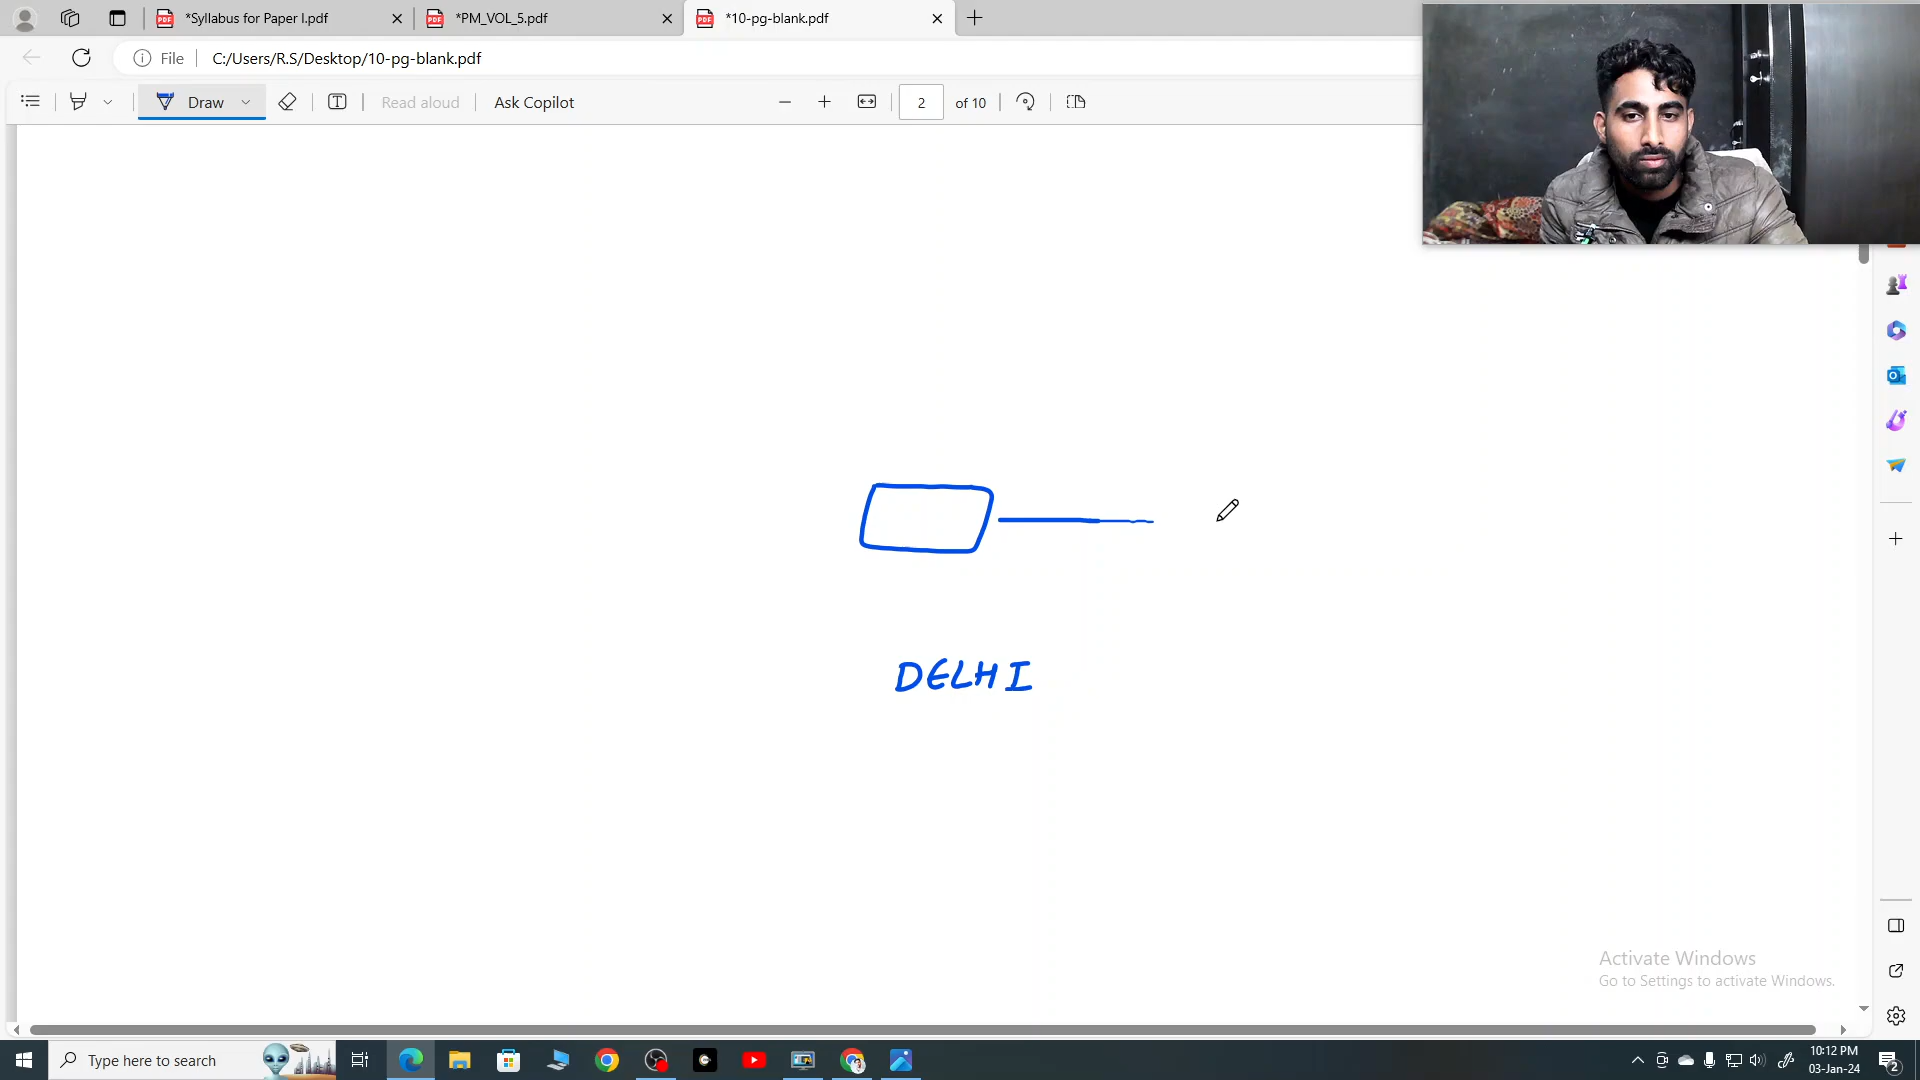 *Syllabus for Paper I.pdf
*PM_VOL_5.pdf
*10-pg-blank.pdf
File
C:/Users/R.S/Desktop/10-pg-blank.pdf
Draw
Read aloud
Ask Copilot
2
of 10
DELHI
Activate Windows
Go to Settings to activate Windows.
Type here to search
10:12 PM
03-Jan-24
2